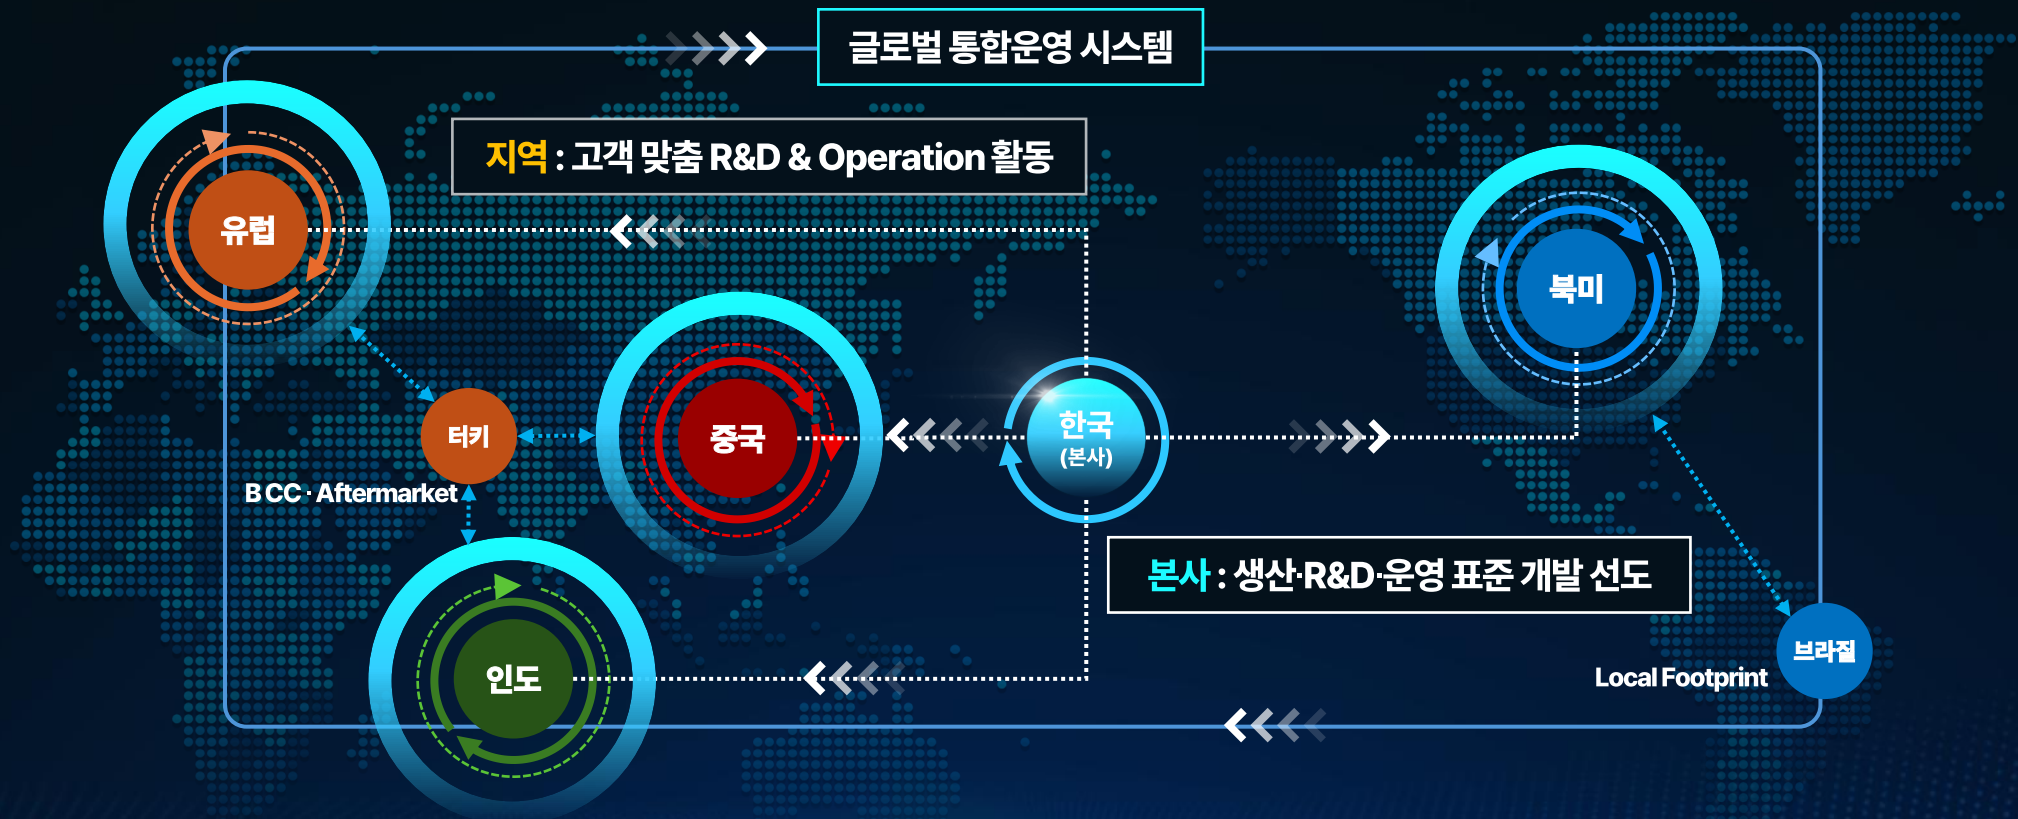 글로벌 통합운영 시스템
지역 : 고객 맞춤 R&D & Operation 활동
유럽
북미
터키
중국
한국
(본사)
B CC · Aftermarket
본사 : 생산·R&D·운영 표준 개발 선도
인도
브라질
Local Footprint